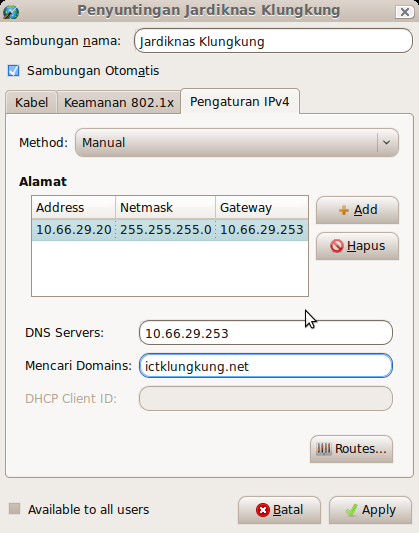 Penyuntingan Jardiknas Klungkung
Sambungan nama: Jardiknas Klungkung
Sambungan Otomatis
Kabel Keamanan 802.1x Pengaturan IPv4
Method: Manual
Alamat
Address Netmask Gateway
10.66.29.20 255.255.255.0 10.66.29.253
Add
Hapus
DNS Servers: 10.66.29.253
Mencari Domains: ictklungkung.net
DHCP Client ID:
Routes...
Available to all users Batal Apply